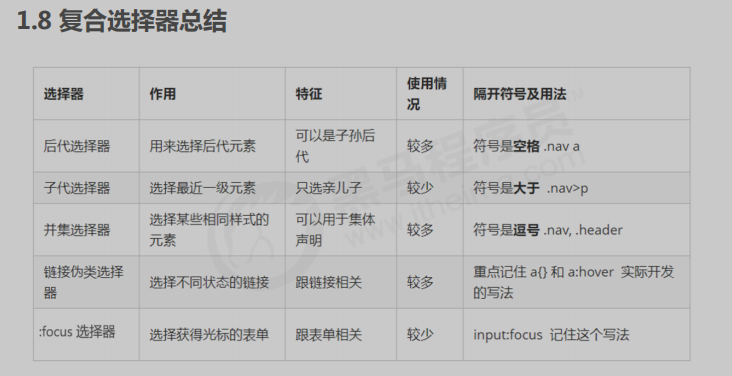 1.8 复合选择器总结
选择器 作用 特征 使用情况 隔开符号及用法
后代选择器 用来选择后代元素 可以是子孙后代 较多 符号是空格 .nav a
子代选择器 选择最近一级元素 只选亲儿子 较少 符号是大于 .nav>p
并集选择器 选择某些相同样式的元素 可以用于集体声明 较多 符号是逗号 .nav, .header
链接伪类选择器 选择不同状态的链接 跟链接相关 较多 重点记住 a{} 和 a:hover 实际开发的写法
:focus 选择器 选择获得光标的表单 跟表单相关 较少 input:focus 记住这个写法
黑马程序员
www.itheima.com